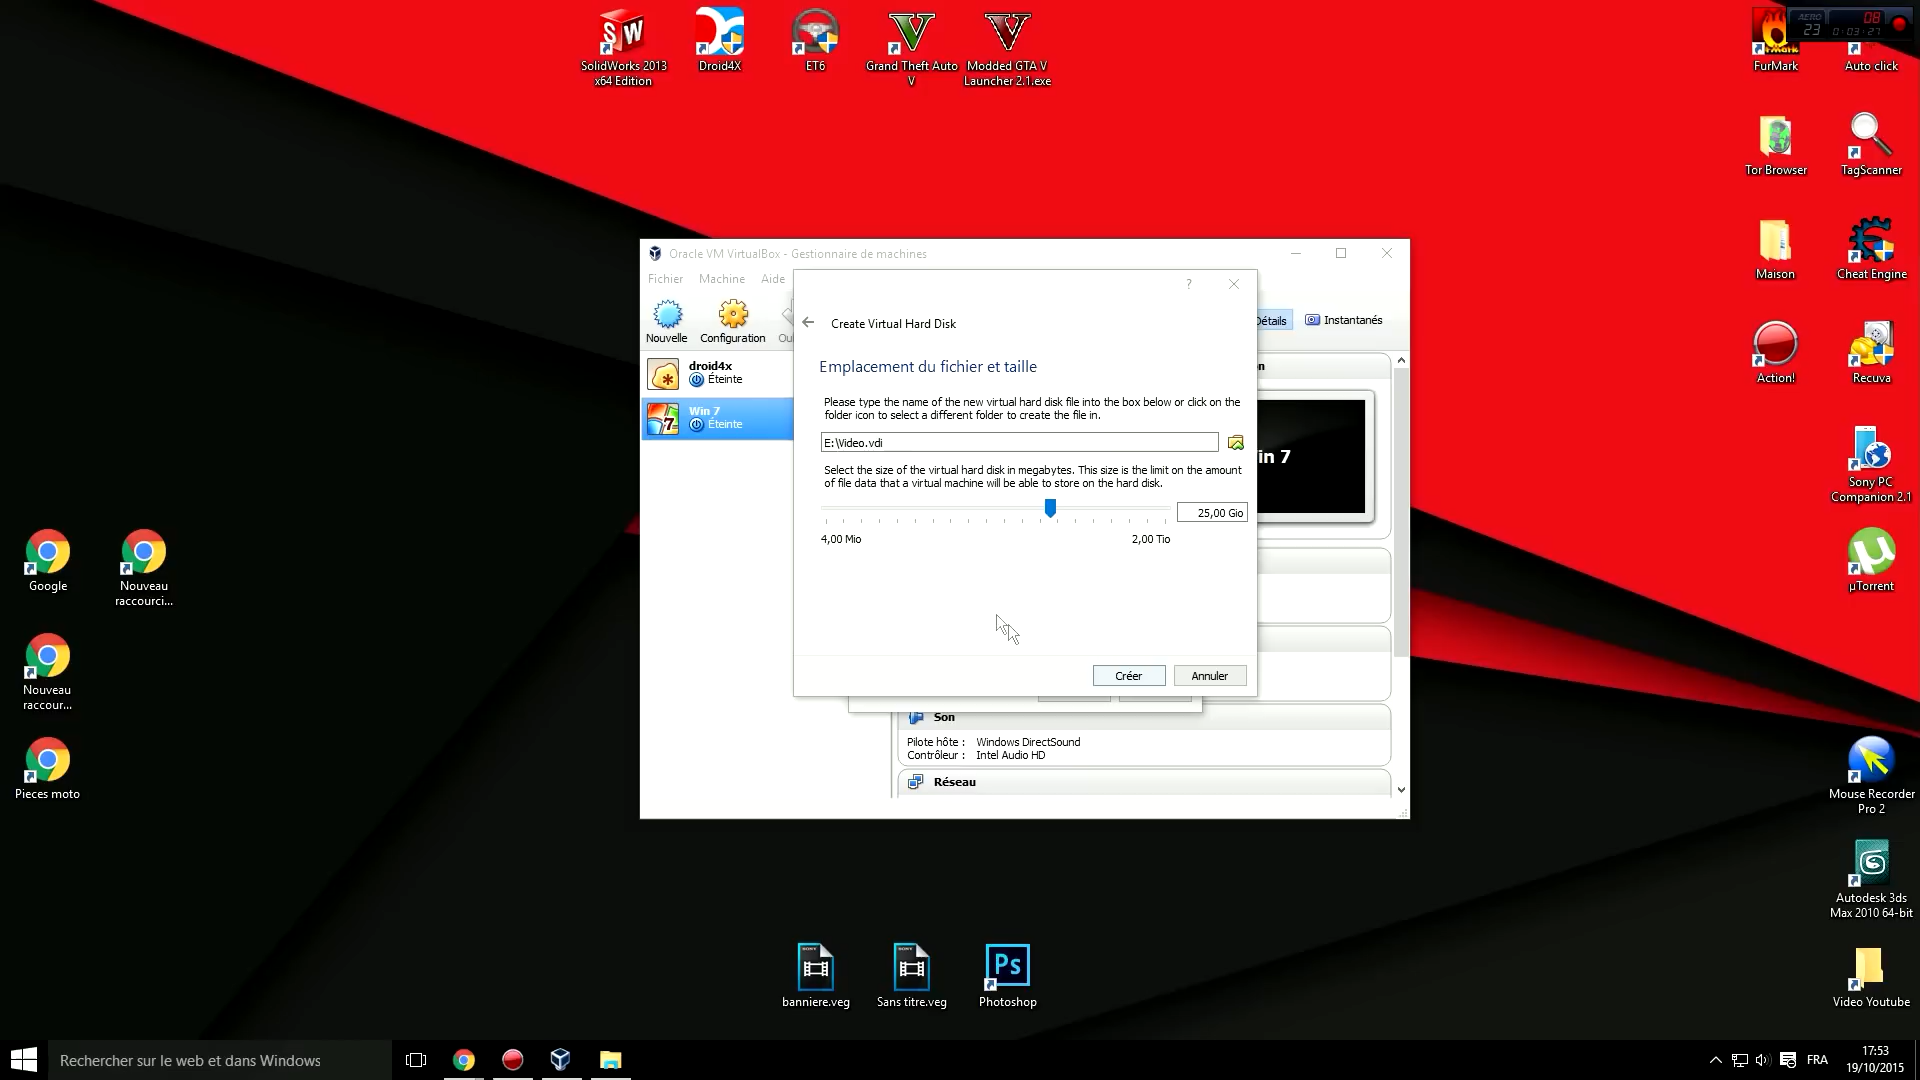 SolidWorks 2013
x64 Edition
Droid4X
ET6
Grand Theft Auto
V
Modded GTA V
Launcher 2.1.exe
FurMark
Auto click
AERO
23
08
0:03:27
Tor Browser
TagScanner
Maison
Cheat Engine
Action!
Recuva
Sony PC
Companion 2.1
µTorrent
Mouse Recorder
Pro 2
Autodesk 3ds
Max 2010 64-bit
Video Youtube
Google
Nouveau
raccourci...
Nouveau
raccour...
Pieces moto
Oracle VM VirtualBox - Gestionnaire de machines
Fichier Machine Aide
Nouvelle
Configuration
Ou
Détails
Instantanés
droid4x
Éteinte
Win 7
Éteinte
in 7
?
Create Virtual Hard Disk
Emplacement du fichier et taille
Please type the name of the new virtual hard disk file into the box below or click on the
folder icon to select a different folder to create the file in.
E:\Video.vdi
Select the size of the virtual hard disk in megabytes. This size is the limit on the amount
of file data that a virtual machine will be able to store on the hard disk.
25,00 Gio
4,00 Mio
2,00 Tio
Créer
Annuler
Son
Pilote hôte : Windows DirectSound
Contrôleur : Intel Audio HD
Réseau
banniere.veg
Sans titre.veg
Ps
Photoshop
Rechercher sur le web et dans Windows
FRA
17:53
19/10/2015